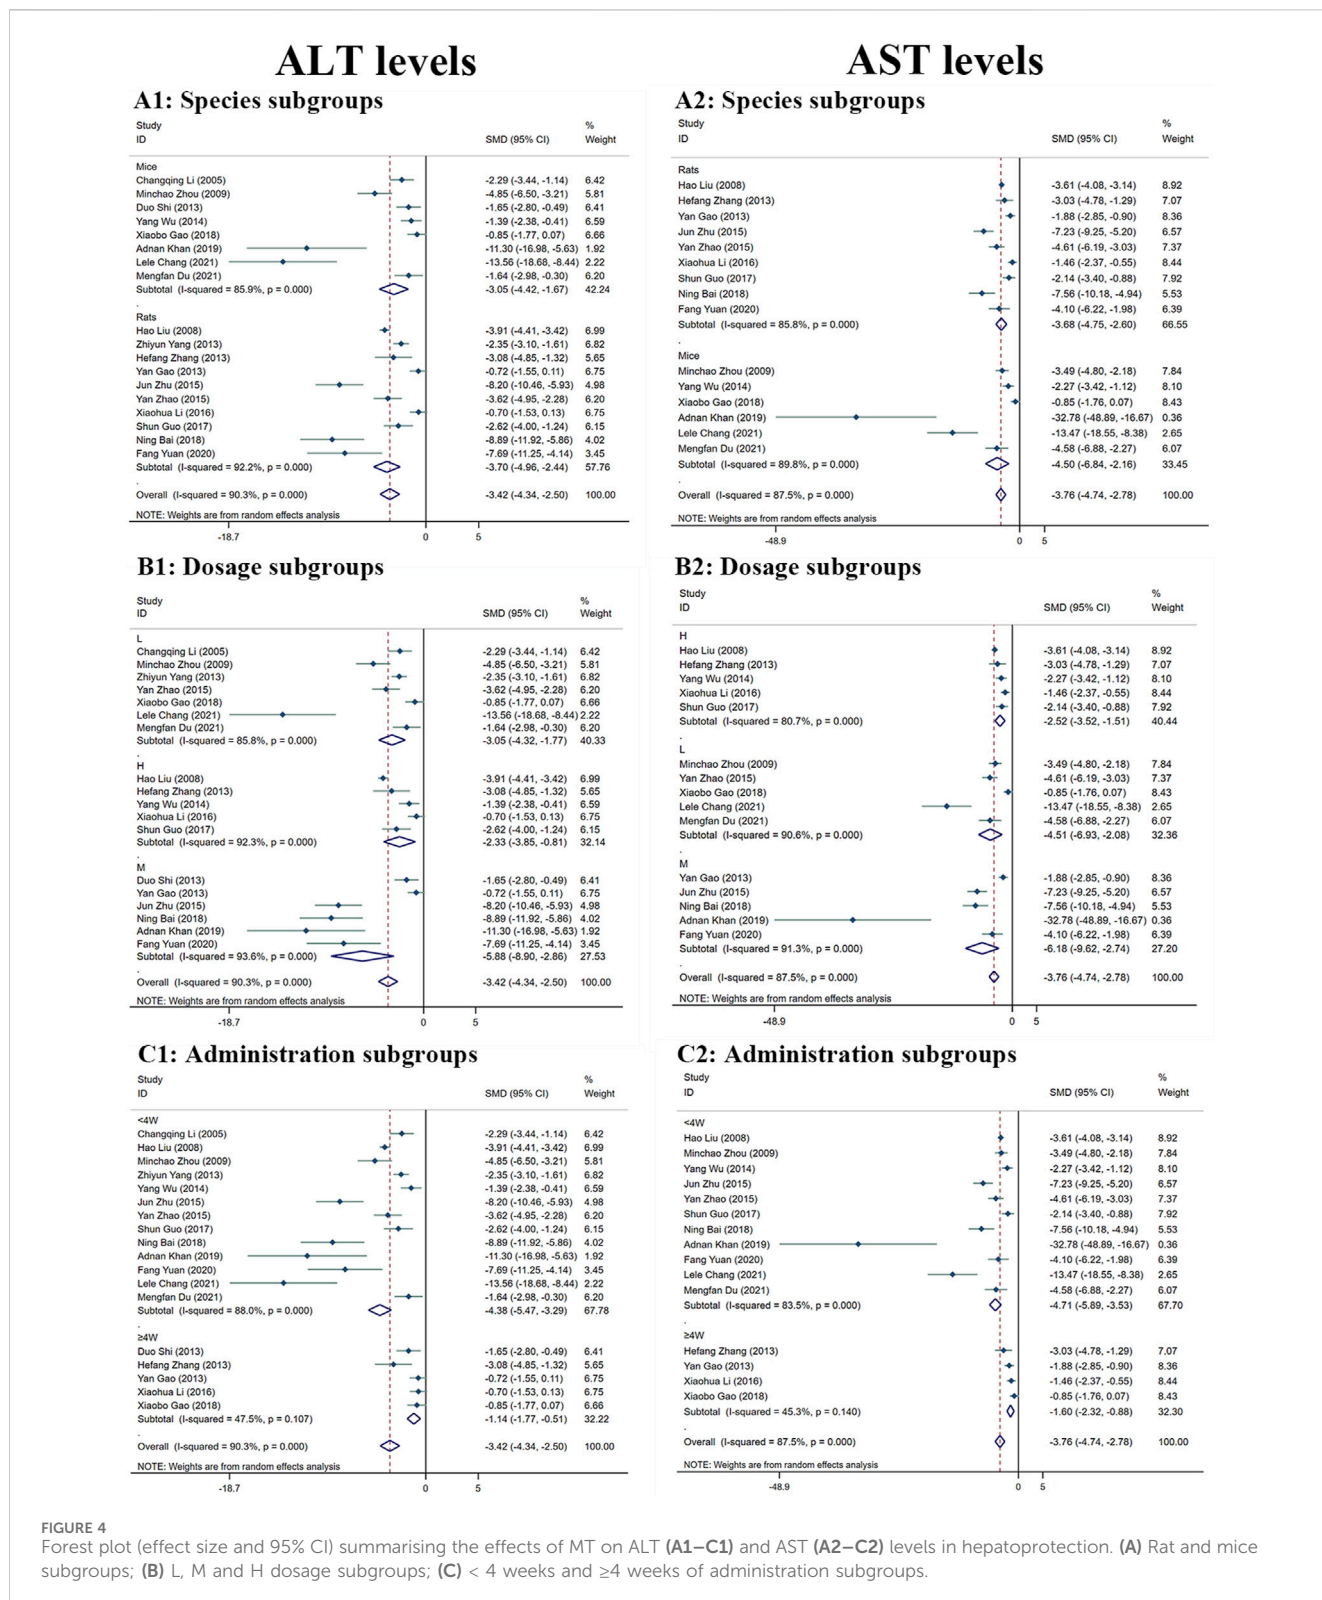 ALT levels
AST levels
A1: Species subgroups
Study
%
ID SMD (95% CI) Weight
Mice
Changqing Li (2005) -2.29 (-3.44, -1.14) 6.42
Minchao Zhou (2009) -4.85 (-6.50, -3.21) 5.81
Duo Shi (2013) -1.65 (-2.80, -0.49) 6.41
Yang Wu (2014) -1.39 (-2.38, -0.41) 6.59
Xiaobo Gao (2018) -0.85 (-1.77, 0.07) 6.66
Adnan Khan (2019) -11.30 (-16.98, -5.63) 1.92
Lele Chang (2021) -13.56 (-18.68, -8.44) 2.22
Mengfan Du (2021) -1.64 (-2.98, -0.30) 6.20
Subtotal (I-squared = 85.9%, p = 0.000) -3.05 (-4.42, -1.67) 42.24
.
Rats
Hao Liu (2008) -3.91 (-4.41, -3.42) 6.99
Zhiyun Yang (2013) -2.35 (-3.10, -1.61) 6.82
Hefang Zhang (2013) -3.08 (-4.85, -1.32) 5.65
Yan Gao (2013) -0.72 (-1.55, 0.11) 6.75
Jun Zhu (2015) -8.20 (-10.46, -5.93) 4.98
Yan Zhao (2015) -3.62 (-4.95, -2.28) 6.20
Xiaohua Li (2016) -0.70 (-1.53, 0.13) 6.75
Shun Guo (2017) -2.62 (-4.00, -1.24) 6.15
Ning Bai (2018) -8.89 (-11.92, -5.86) 4.02
Fang Yuan (2020) -7.69 (-11.25, -4.14) 3.45
Subtotal (I-squared = 92.2%, p = 0.000) -3.70 (-4.96, -2.44) 57.76
.
Overall (I-squared = 90.3%, p = 0.000) -3.42 (-4.34, -2.50) 100.00
NOTE: Weights are from random effects analysis
-18.7 0 5
A2: Species subgroups
Study %
ID SMD (95% CI) Weight
Rats
Hao Liu (2008) -3.61 (-4.08, -3.14) 8.92
Hefang Zhang (2013) -3.03 (-4.78, -1.29) 7.07
Yan Gao (2013) -1.88 (-2.85, -0.90) 8.36
Jun Zhu (2015) -7.23 (-9.25, -5.20) 6.57
Yan Zhao (2015) -4.61 (-6.19, -3.03) 7.37
Xiaohua Li (2016) -1.46 (-2.37, -0.55) 8.44
Shun Guo (2017) -2.14 (-3.40, -0.88) 7.92
Ning Bai (2018) -7.56 (-10.18, -4.94) 5.53
Fang Yuan (2020) -4.10 (-6.22, -1.98) 6.39
Subtotal (I-squared = 85.8%, p = 0.000) -3.68 (-4.75, -2.60) 66.55
.
Mice
Minchao Zhou (2009) -3.49 (-4.80, -2.18) 7.84
Yang Wu (2014) -2.27 (-3.42, -1.12) 8.10
Xiaobo Gao (2018) -0.85 (-1.76, 0.07) 8.43
Adnan Khan (2019) -32.78 (-48.89, -16.67) 0.36
Lele Chang (2021) -13.47 (-18.55, -8.38) 2.65
Mengfan Du (2021) -4.58 (-6.88, -2.27) 6.07
Subtotal (I-squared = 89.8%, p = 0.000) -4.50 (-6.84, -2.16) 33.45
.
Overall (I-squared = 87.5%, p = 0.000) -3.76 (-4.74, -2.78) 100.00
NOTE: Weights are from random effects analysis
-48.9 0 5
B1: Dosage subgroups
Study %
ID SMD (95% CI) Weight
L
Changqing Li (2005) -2.29 (-3.44, -1.14) 6.42
Minchao Zhou (2009) -4.85 (-6.50, -3.21) 5.81
Zhiyun Yang (2013) -2.35 (-3.10, -1.61) 6.82
Yan Zhao (2015) -3.62 (-4.95, -2.28) 6.20
Xiaobo Gao (2018) -0.85 (-1.77, 0.07) 6.66
Lele Chang (2021) -13.56 (-18.68, -8.44) 2.22
Mengfan Du (2021) -1.64 (-2.98, -0.30) 6.20
Subtotal (I-squared = 85.8%, p = 0.000) -3.05 (-4.32, -1.77) 40.33
.
H
Hao Liu (2008) -3.91 (-4.41, -3.42) 6.99
Hefang Zhang (2013) -3.08 (-4.85, -1.32) 5.65
Yang Wu (2014) -1.39 (-2.38, -0.41) 6.59
Xiaohua Li (2016) -0.70 (-1.53, 0.13) 6.75
Shun Guo (2017) -2.62 (-4.00, -1.24) 6.15
Subtotal (I-squared = 92.3%, p = 0.000) -2.33 (-3.85, -0.81) 32.14
.
M
Duo Shi (2013) -1.65 (-2.80, -0.49) 6.41
Yan Gao (2013) -0.72 (-1.55, 0.11) 6.75
Jun Zhu (2015) -8.20 (-10.46, -5.93) 4.98
Ning Bai (2018) -8.89 (-11.92, -5.86) 4.02
Adnan Khan (2019) -11.30 (-16.98, -5.63) 1.92
Fang Yuan (2020) -7.69 (-11.25, -4.14) 3.45
Subtotal (I-squared = 93.6%, p = 0.000) -5.88 (-8.90, -2.86) 27.53
.
Overall (I-squared = 90.3%, p = 0.000) -3.42 (-4.34, -2.50) 100.00
NOTE: Weights are from random effects analysis
-18.7 0 5
B2: Dosage subgroups
Study %
ID SMD (95% CI) Weight
H
Hao Liu (2008) -3.61 (-4.08, -3.14) 8.92
Hefang Zhang (2013) -3.03 (-4.78, -1.29) 7.07
Yang Wu (2014) -2.27 (-3.42, -1.12) 8.10
Xiaohua Li (2016) -1.46 (-2.37, -0.55) 8.44
Shun Guo (2017) -2.14 (-3.40, -0.88) 7.92
Subtotal (I-squared = 80.7%, p = 0.000) -2.52 (-3.52, -1.51) 40.44
.
L
Minchao Zhou (2009) -3.49 (-4.80, -2.18) 7.84
Yan Zhao (2015) -4.61 (-6.19, -3.03) 7.37
Xiaobo Gao (2018) -0.85 (-1.76, 0.07) 8.43
Lele Chang (2021) -13.47 (-18.55, -8.38) 2.65
Mengfan Du (2021) -4.58 (-6.88, -2.27) 6.07
Subtotal (I-squared = 90.6%, p = 0.000) -4.51 (-6.93, -2.08) 32.36
.
M
Yan Gao (2013) -1.88 (-2.85, -0.90) 8.36
Jun Zhu (2015) -7.23 (-9.25, -5.20) 6.57
Ning Bai (2018) -7.56 (-10.18, -4.94) 5.53
Adnan Khan (2019) -32.78 (-48.89, -16.67) 0.36
Fang Yuan (2020) -4.10 (-6.22, -1.98) 6.39
Subtotal (I-squared = 91.3%, p = 0.000) -6.18 (-9.62, -2.74) 27.20
.
Overall (I-squared = 87.5%, p = 0.000) -3.76 (-4.74, -2.78) 100.00
NOTE: Weights are from random effects analysis
-48.9 0 5
C1: Administration subgroups
Study %
ID SMD (95% CI) Weight
<4W
Changqing Li (2005) -2.29 (-3.44, -1.14) 6.42
Hao Liu (2008) -3.91 (-4.41, -3.42) 6.99
Minchao Zhou (2009) -4.85 (-6.50, -3.21) 5.81
Zhiyun Yang (2013) -2.35 (-3.10, -1.61) 6.82
Yang Wu (2014) -1.39 (-2.38, -0.41) 6.59
Jun Zhu (2015) -8.20 (-10.46, -5.93) 4.98
Yan Zhao (2015) -3.62 (-4.95, -2.28) 6.20
Shun Guo (2017) -2.62 (-4.00, -1.24) 6.15
Ning Bai (2018) -8.89 (-11.92, -5.86) 4.02
Adnan Khan (2019) -11.30 (-16.98, -5.63) 1.92
Fang Yuan (2020) -7.69 (-11.25, -4.14) 3.45
Lele Chang (2021) -13.56 (-18.68, -8.44) 2.22
Mengfan Du (2021) -1.64 (-2.98, -0.30) 6.20
Subtotal (I-squared = 88.0%, p = 0.000) -4.38 (-5.47, -3.29) 67.78
.
≥4W
Duo Shi (2013) -1.65 (-2.80, -0.49) 6.41
Hefang Zhang (2013) -3.08 (-4.85, -1.32) 5.65
Yan Gao (2013) -0.72 (-1.55, 0.11) 6.75
Xiaohua Li (2016) -0.70 (-1.53, 0.13) 6.75
Xiaobo Gao (2018) -0.85 (-1.77, 0.07) 6.66
Subtotal (I-squared = 47.5%, p = 0.107) -1.14 (-1.77, -0.51) 32.22
.
Overall (I-squared = 90.3%, p = 0.000) -3.42 (-4.34, -2.50) 100.00
NOTE: Weights are from random effects analysis
-18.7 0 5
C2: Administration subgroups
Study %
ID SMD (95% CI) Weight
<4W
Hao Liu (2008) -3.61 (-4.08, -3.14) 8.92
Minchao Zhou (2009) -3.49 (-4.80, -2.18) 7.84
Yang Wu (2014) -2.27 (-3.42, -1.12) 8.10
Jun Zhu (2015) -7.23 (-9.25, -5.20) 6.57
Yan Zhao (2015) -4.61 (-6.19, -3.03) 7.37
Shun Guo (2017) -2.14 (-3.40, -0.88) 7.92
Ning Bai (2018) -7.56 (-10.18, -4.94) 5.53
Adnan Khan (2019) -32.78 (-48.89, -16.67) 0.36
Fang Yuan (2020) -4.10 (-6.22, -1.98) 6.39
Lele Chang (2021) -13.47 (-18.55, -8.38) 2.65
Mengfan Du (2021) -4.58 (-6.88, -2.27) 6.07
Subtotal (I-squared = 83.5%, p = 0.000) -4.71 (-5.89, -3.53) 67.70
.
≥4W
Hefang Zhang (2013) -3.03 (-4.78, -1.29) 7.07
Yan Gao (2013) -1.88 (-2.85, -0.90) 8.36
Xiaohua Li (2016) -1.46 (-2.37, -0.55) 8.44
Xiaobo Gao (2018) -0.85 (-1.76, 0.07) 8.43
Subtotal (I-squared = 45.3%, p = 0.140) -1.60 (-2.32, -0.88) 32.30
.
Overall (I-squared = 87.5%, p = 0.000) -3.76 (-4.74, -2.78) 100.00
NOTE: Weights are from random effects analysis
-48.9 0 5
FIGURE 4
Forest plot (effect size and 95% CI) summarising the effects of MT on ALT (A1–C1) and AST (A2–C2) levels in hepatoprotection. (A) Rat and mice
subgroups; (B) L, M and H dosage subgroups; (C) < 4 weeks and ≥4 weeks of administration subgroups.